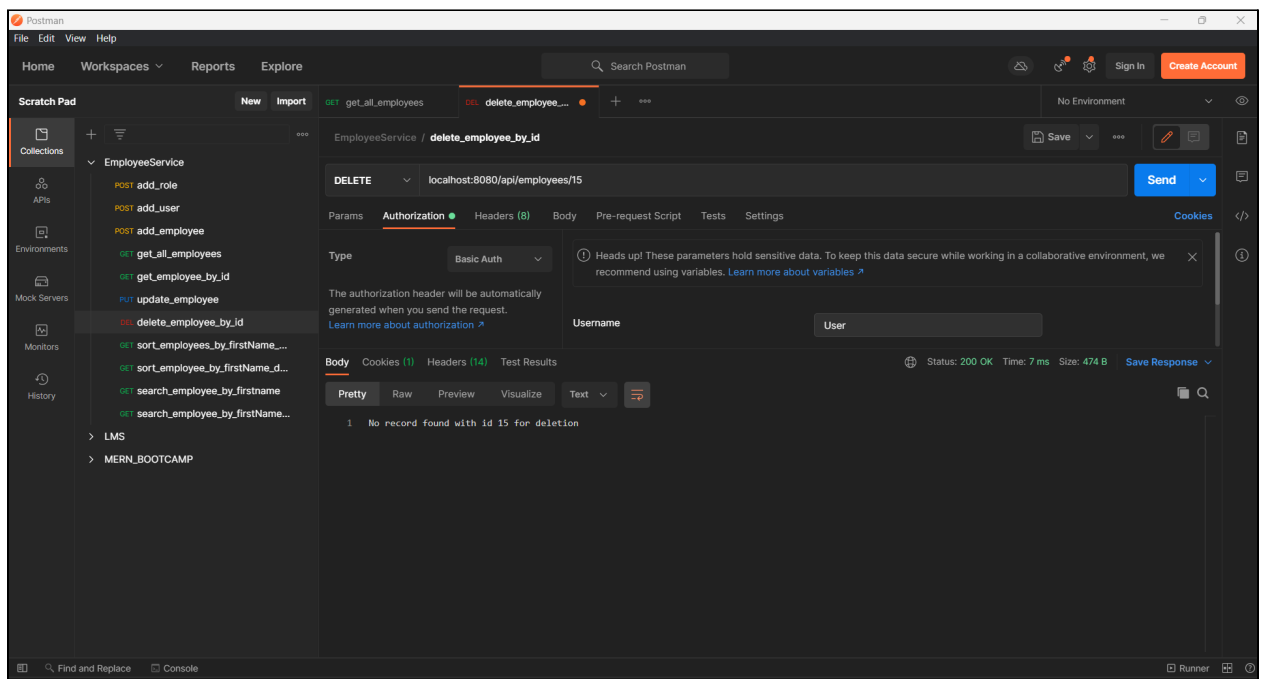 Postman
File Edit View Help
Home Workspaces Reports Explore Search Postman Sign In Create Account
Scratch Pad New Import GET get_all_employees DEL delete_employee_... No Environment
Collections
APIs
Environments
Mock Servers
Monitors
History
EmployeeService
POST add_role
POST add_user
POST add_employee
GET get_all_employees
GET get_employee_by_id
PUT update_employee
DEL delete_employee_by_id
GET sort_employees_by_firstName_...
GET sort_employee_by_firstName_d...
GET search_employee_by_firstname
GET search_employee_by_firstName...
LMS
MERN_BOOTCAMP
EmployeeService / delete_employee_by_id Save
DELETE localhost:8080/api/employees/15 Send
Params Authorization Headers (8) Body Pre-request Script Tests Settings Cookies
Type Basic Auth
The authorization header will be automatically
generated when you send the request.
Learn more about authorization ↗
Heads up! These parameters hold sensitive data. To keep this data secure while working in a collaborative environment, we
recommend using variables. Learn more about variables ↗
Username User
Body Cookies (1) Headers (14) Test Results Status: 200 OK Time: 7 ms Size: 474 B Save Response
Pretty Raw Preview Visualize Text
1 No record found with id 15 for deletion
Find and Replace Console Runner